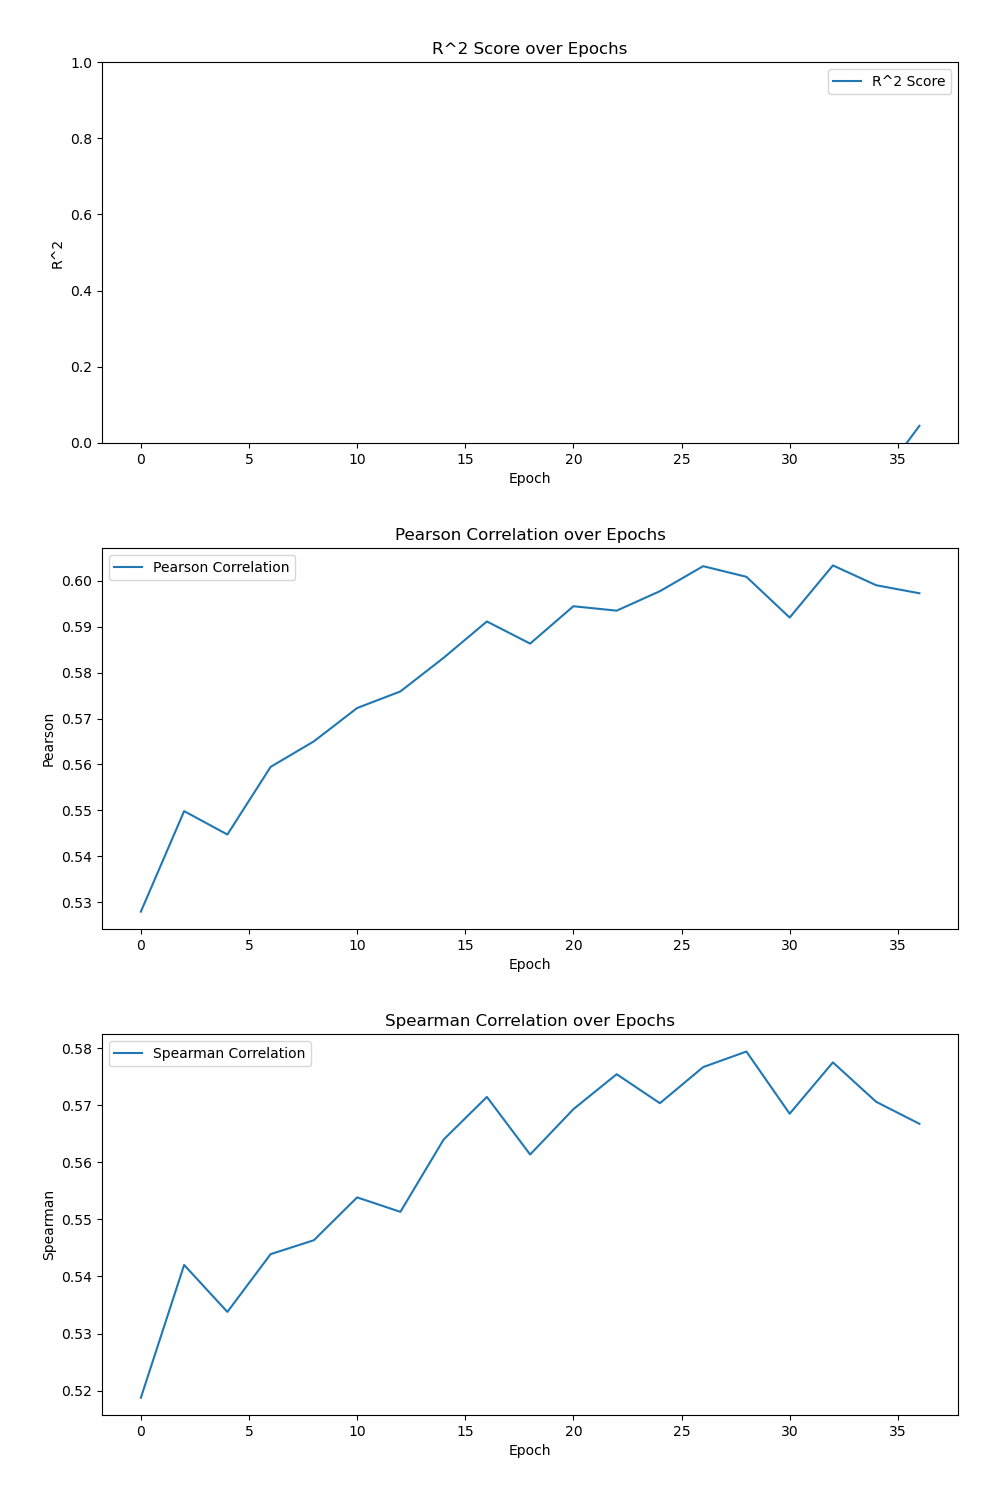 R^2 Score over Epochs
1.0
R^2 Score
0.8
0.6
R^2
0.4
0.2
0.0
0 5 10 15 20 25 30 35
Epoch
Pearson Correlation over Epochs
Pearson Correlation
0.60
0.59
0.58
0.57
Pearson
0.56
0.55
0.54
0.53
0 5 10 15 20 25 30 35
Epoch
Spearman Correlation over Epochs
Spearman Correlation
0.58
0.57
0.56
0.55
Spearman
0.54
0.53
0.52
0 5 10 15 20 25 30 35
Epoch